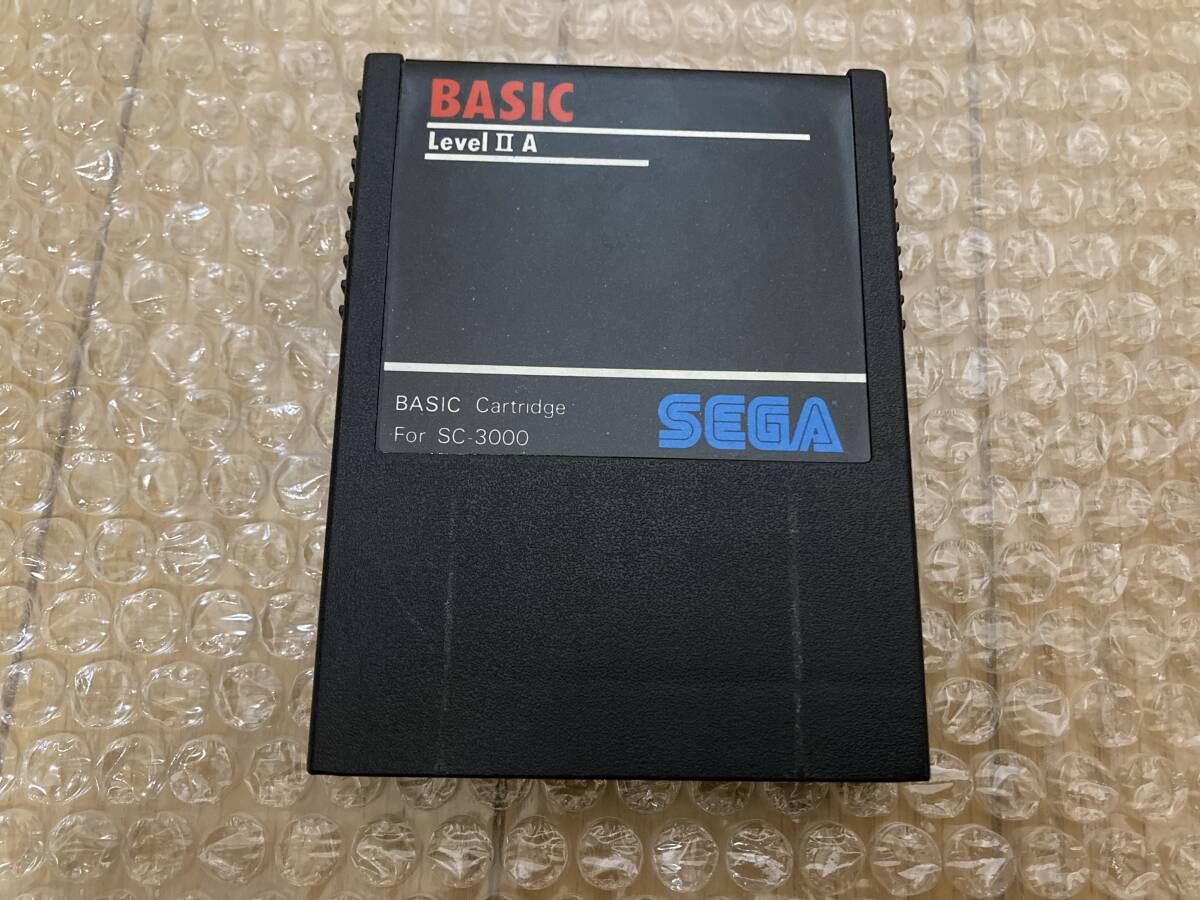 BASIC
Level II A
BASIC Cartridge
For SC-3000
SEGA